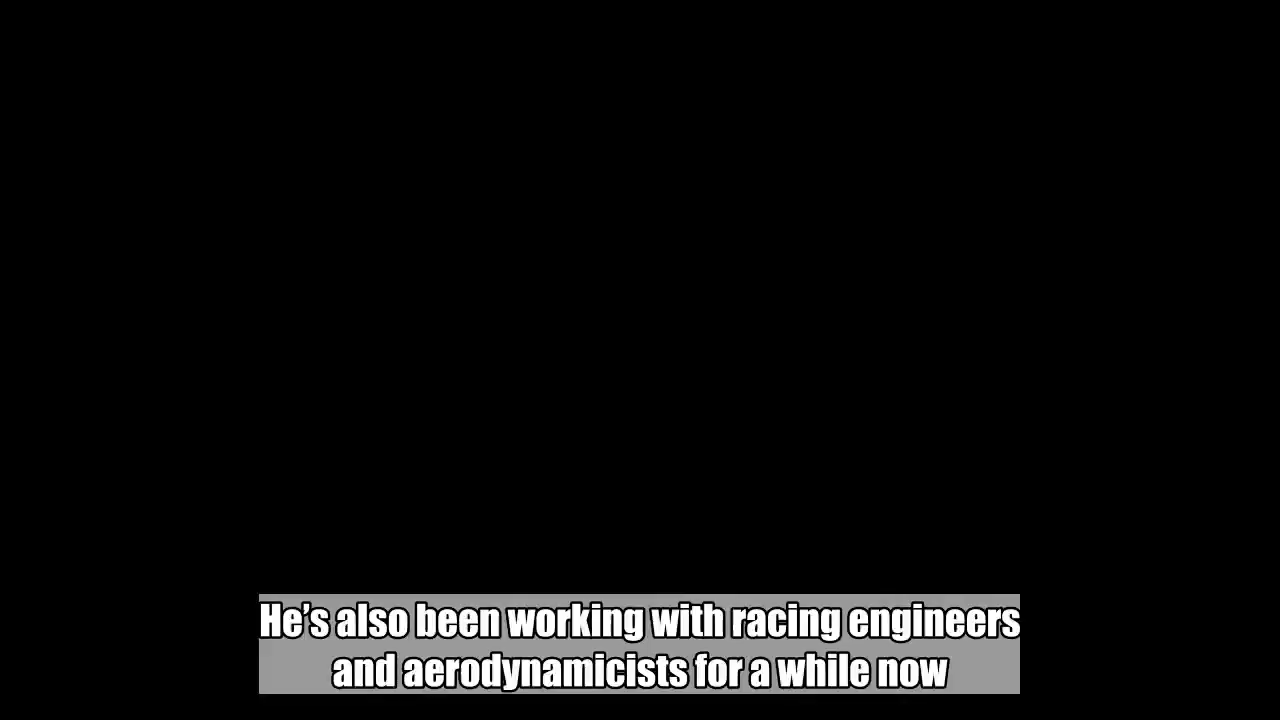 He’s also been working with racing engineers
and aerodynamicists for a while now